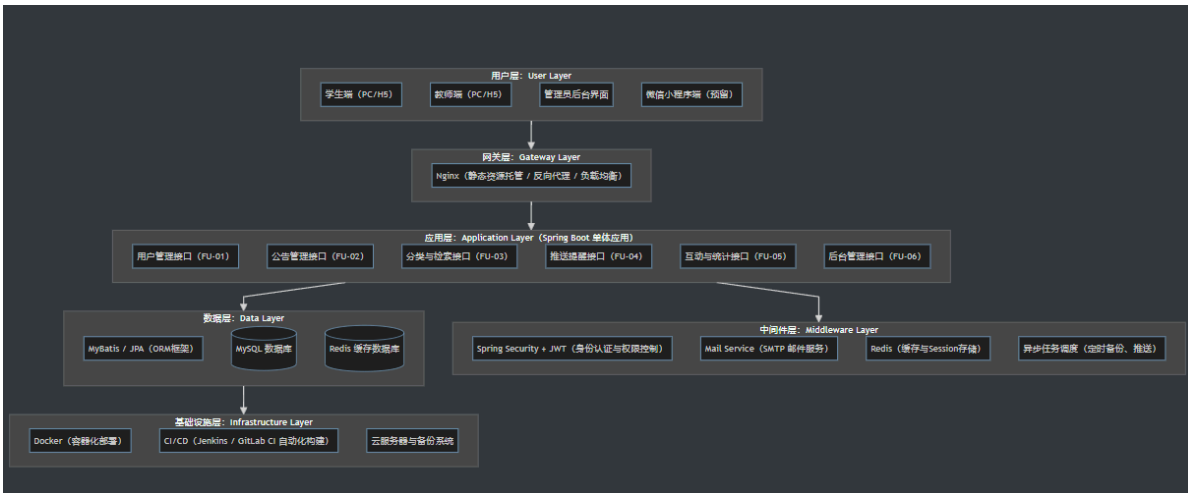 用户层：User Layer
学生端（PC/H5）
教师端（PC/H5）
管理员后台界面
微信小程序端（预留）
网关层：Gateway Layer
Nginx（静态资源托管 / 反向代理 / 负载均衡）
应用层：Application Layer（Spring Boot 单体应用）
用户管理接口（FU-01）
公告管理接口（FU-02）
分类与检索接口（FU-03）
推送提醒接口（FU-04）
互动与统计接口（FU-05）
后台管理接口（FU-06）
数据层：Data Layer
MyBatis / JPA（ORM框架）
MySQL 数据库
Redis 缓存数据库
中间件层：Middleware Layer
Spring Security + JWT（身份认证与权限控制）
Mail Service（SMTP 邮件服务）
Redis（缓存与Session存储）
异步任务调度（定时备份、推送）
基础设施层：Infrastructure Layer
Docker（容器化部署）
CI/CD（Jenkins / GitLab CI 自动化构建）
云服务器与备份系统